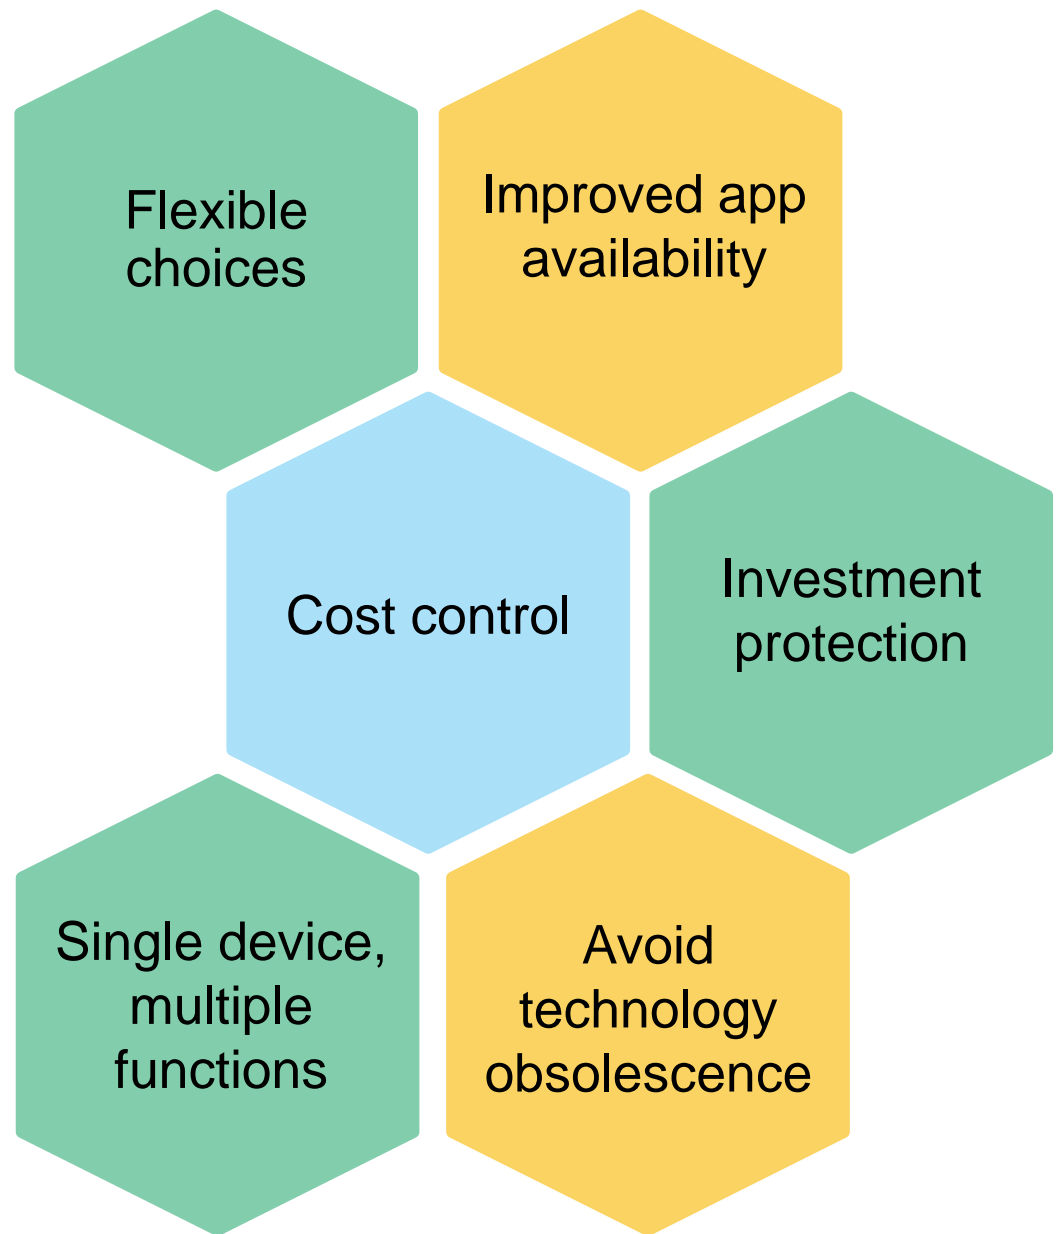 Flexible
choices
Improved app
availability
Cost control
Investment
protection
Single device,
multiple
functions
Avoid
technology
obsolescence